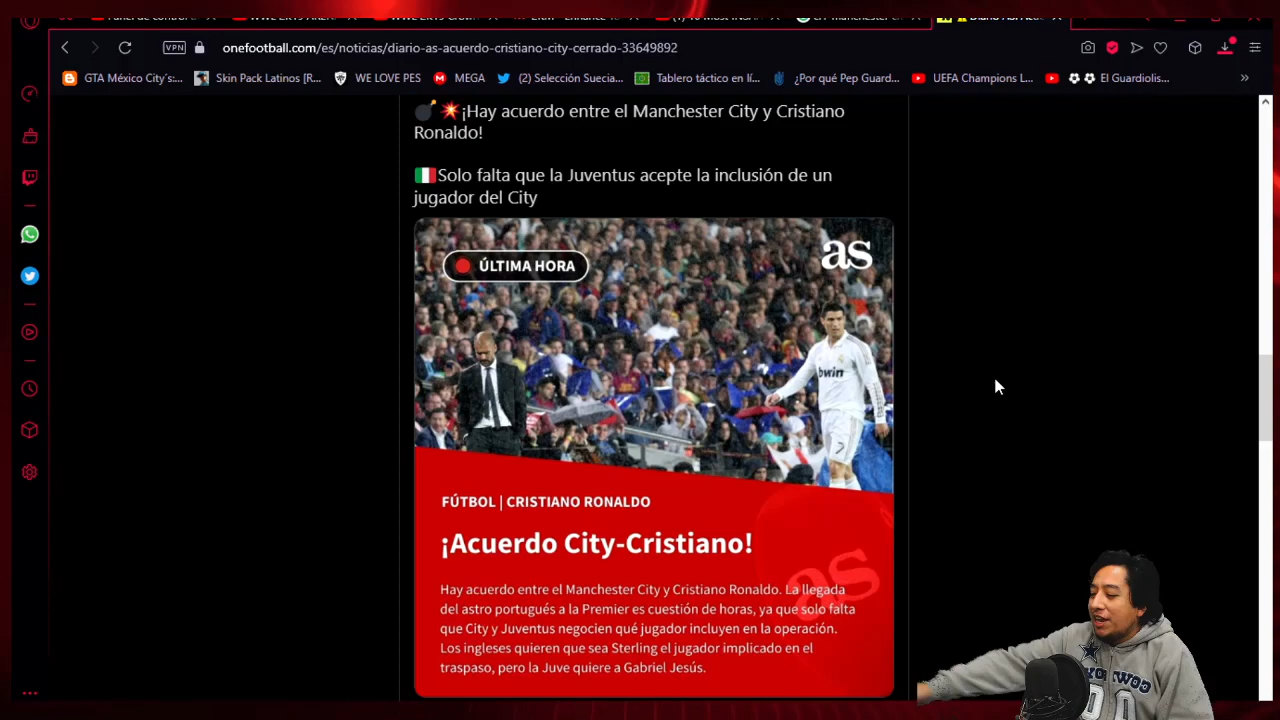 VPN
onefootball.com/es/noticias/diario-as-acuerdo-cristiano-city-cerrado-33649892
GTA México City´s:...
Skin Pack Latinos [R...
WE LOVE PES
MEGA
(2) Selección Suecia...
Tablero táctico en lí...
¿Por qué Pep Guard...
UEFA Champions L...
El Guardiolis...
¡Hay acuerdo entre el Manchester City y Cristiano
Ronaldo!
Solo falta que la Juventus acepte la inclusión de un
jugador del City
ÚLTIMA HORA
as
bwin
7
FÚTBOL | CRISTIANO RONALDO
¡Acuerdo City-Cristiano!
as
Hay acuerdo entre el Manchester City y Cristiano Ronaldo. La llegada
del astro portugués a la Premier es cuestión de horas, ya que solo falta
que City y Juventus negocien qué jugador incluyen en la operación.
Los ingleses quieren que sea Sterling el jugador implicado en el
traspaso, pero la Juve quiere a Gabriel Jesús.